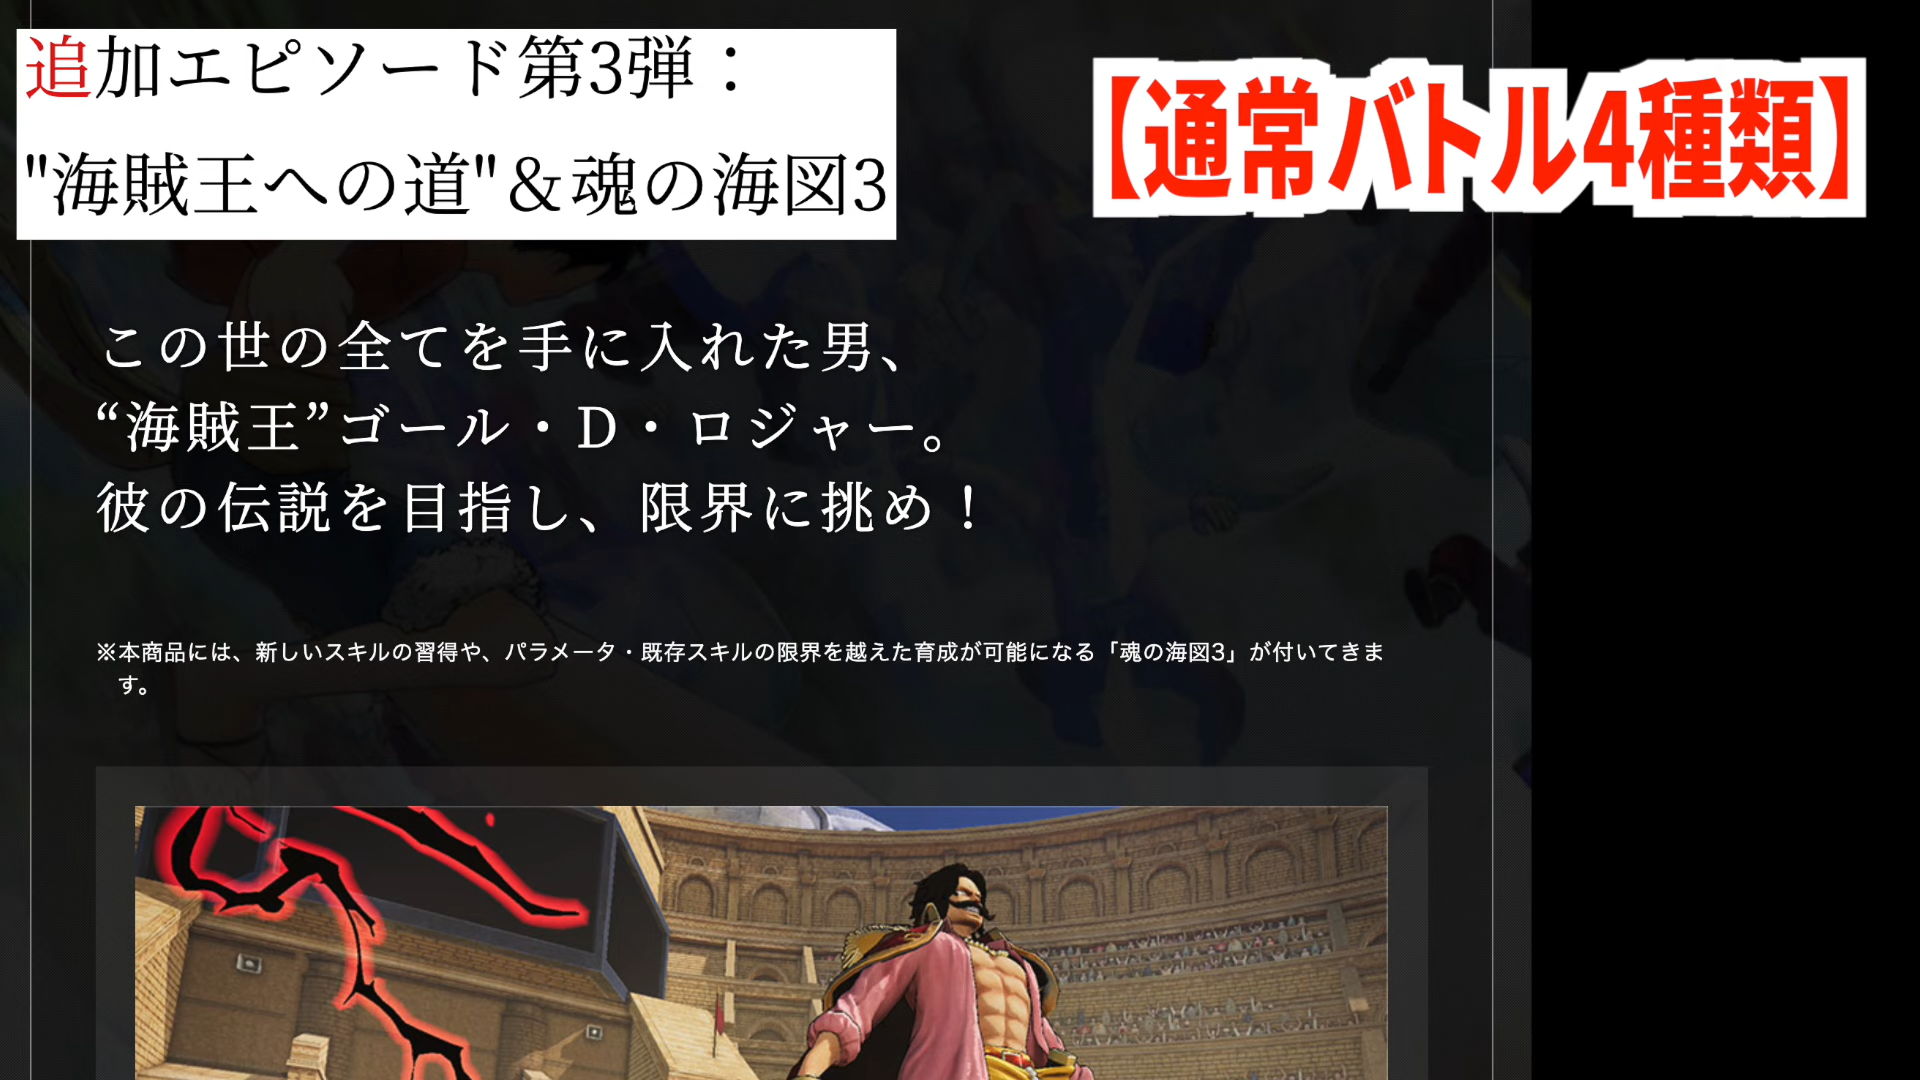 追加エピソード第3弾：
"海賊王への道"＆魂の海図3
【通常バトル4種類】
この世の全てを手に入れた男、
“海賊王”ゴール・D・ロジャー。
彼の伝説を目指し、限界に挑め！
※本商品には、新しいスキルの習得や、パラメータ・既存スキルの限界を越えた育成が可能になる「魂の海図3」が付いてきま
す。